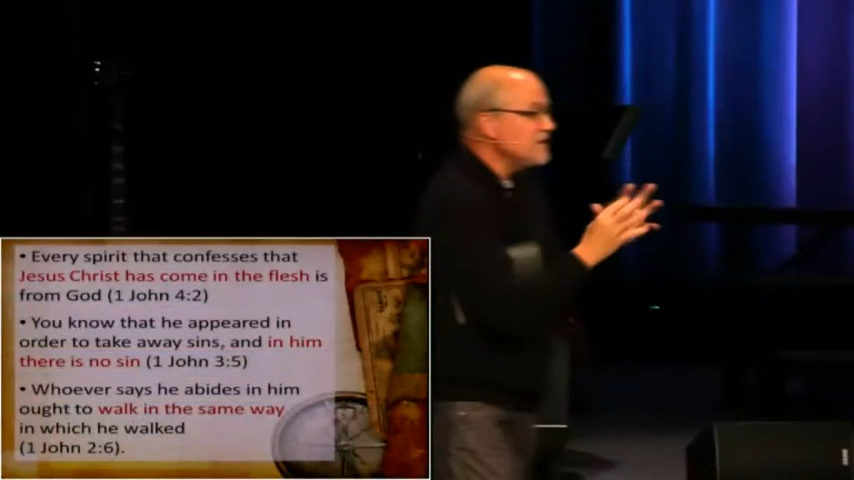 • Every spirit that confesses that
Jesus Christ has come in the flesh is
from God (1 John 4:2)
• You know that he appeared in
order to take away sins, and in him
there is no sin (1 John 3:5)
• Whoever says he abides in him
ought to walk in the same way
in which he walked
(1 John 2:6).